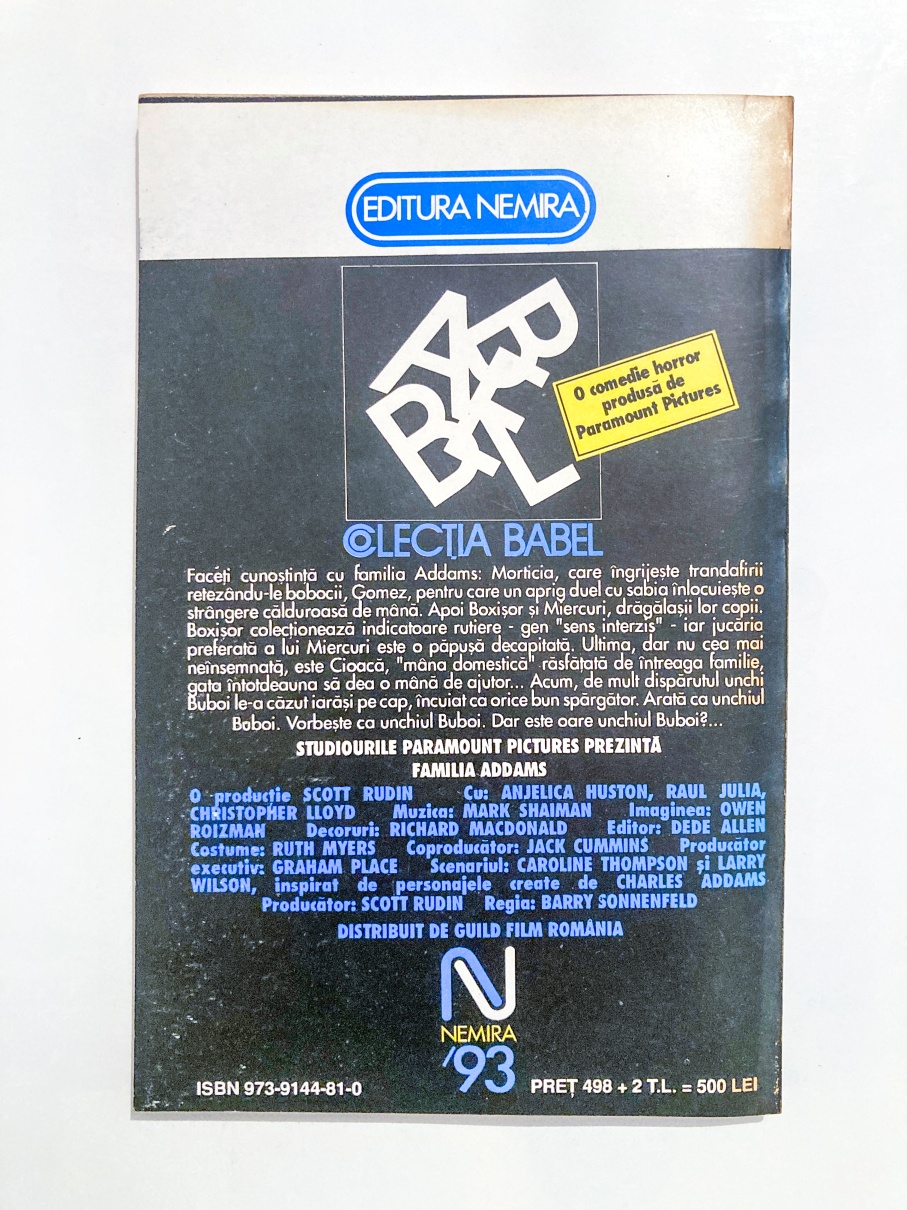 EDITURA NEMIRA
BABEL
O comedie horror
produsă de
Paramount Pictures
COLECȚIA BABEL
Faceți cunoștință cu familia Addams: Morticia, care îngrijește trandafirii
retezându-le bobocii, Gomez, pentru care un aprig duel cu sabia înlocuiește o
strângere călduroasă de mână. Apoi Boxișor și Miercuri, drăgălașii lor copii.
Boxișor colecționează indicatoare rutiere - gen "sens interzis" - iar jucăria
preferată a lui Miercuri este o păpușă decapitată. Ultima, dar nu cea mai
neînsemnată, este Cioacă, "mâna domestică" răsfățată de întreaga familie,
gata întotdeauna să dea o mână de ajutor... Acum, de mult dispărutul unchi
Buboi le-a căzut iarăși pe cap, încuiat ca orice bun spărgător. Arată ca unchiul
Buboi. Vorbește ca unchiul Buboi. Dar este oare unchiul Buboi?...
STUDIOURILE PARAMOUNT PICTURES PREZINTĂ
FAMILIA ADDAMS
O producție SCOTT RUDIN Cu: ANJELICA HUSTON, RAUL JULIA,
CHRISTOPHER LLOYD Muzica: MARK SHAIMAN Imaginea: OWEN
ROIZMAN Decoruri: RICHARD MACDONALD Editor: DEDE ALLEN
Costume: RUTH MYERS Coproducător: JACK CUMMINS Producător
executiv: GRAHAM PLACE Scenariul: CAROLINE THOMPSON și LARRY
WILSON, inspirat de personajele create de CHARLES ADDAMS
Producător: SCOTT RUDIN Regia: BARRY SONNENFELD
DISTRIBUIT DE GUILD FILM ROMÂNIA
NEMIRA
'93
ISBN 973-9144-81-0
PREȚ 498 + 2 T.L. = 500 LEI